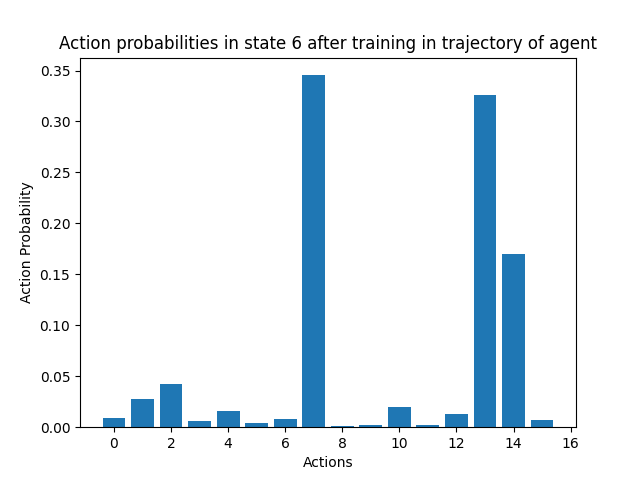 Action probabilities in state 6 after training in trajectory of agent
0.35
0.30
0.25
0.20
0.15
0.10
0.05
0.00
Action Probability
0 2 4 6 8 10 12 14 16
Actions